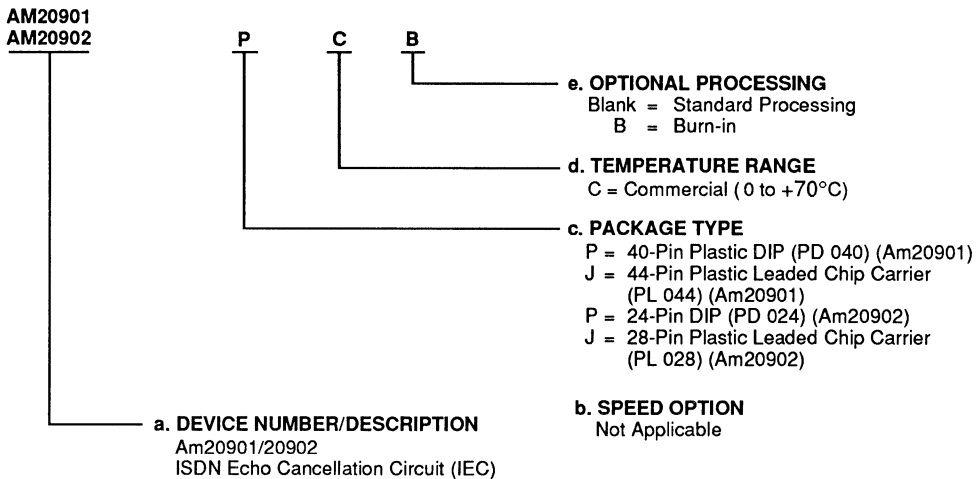 AM20901
AM20902
P C B
e. OPTIONAL PROCESSING
Blank = Standard Processing
B = Burn-in
d. TEMPERATURE RANGE
C = Commercial ( 0 to +70°C)
c. PACKAGE TYPE
P = 40-Pin Plastic DIP (PD 040) (Am20901)
J = 44-Pin Plastic Leaded Chip Carrier
(PL 044) (Am20901)
P = 24-Pin DIP (PD 024) (Am20902)
J = 28-Pin Plastic Leaded Chip Carrier
(PL 028) (Am20902)
b. SPEED OPTION
Not Applicable
a. DEVICE NUMBER/DESCRIPTION
Am20901/20902
ISDN Echo Cancellation Circuit (IEC)